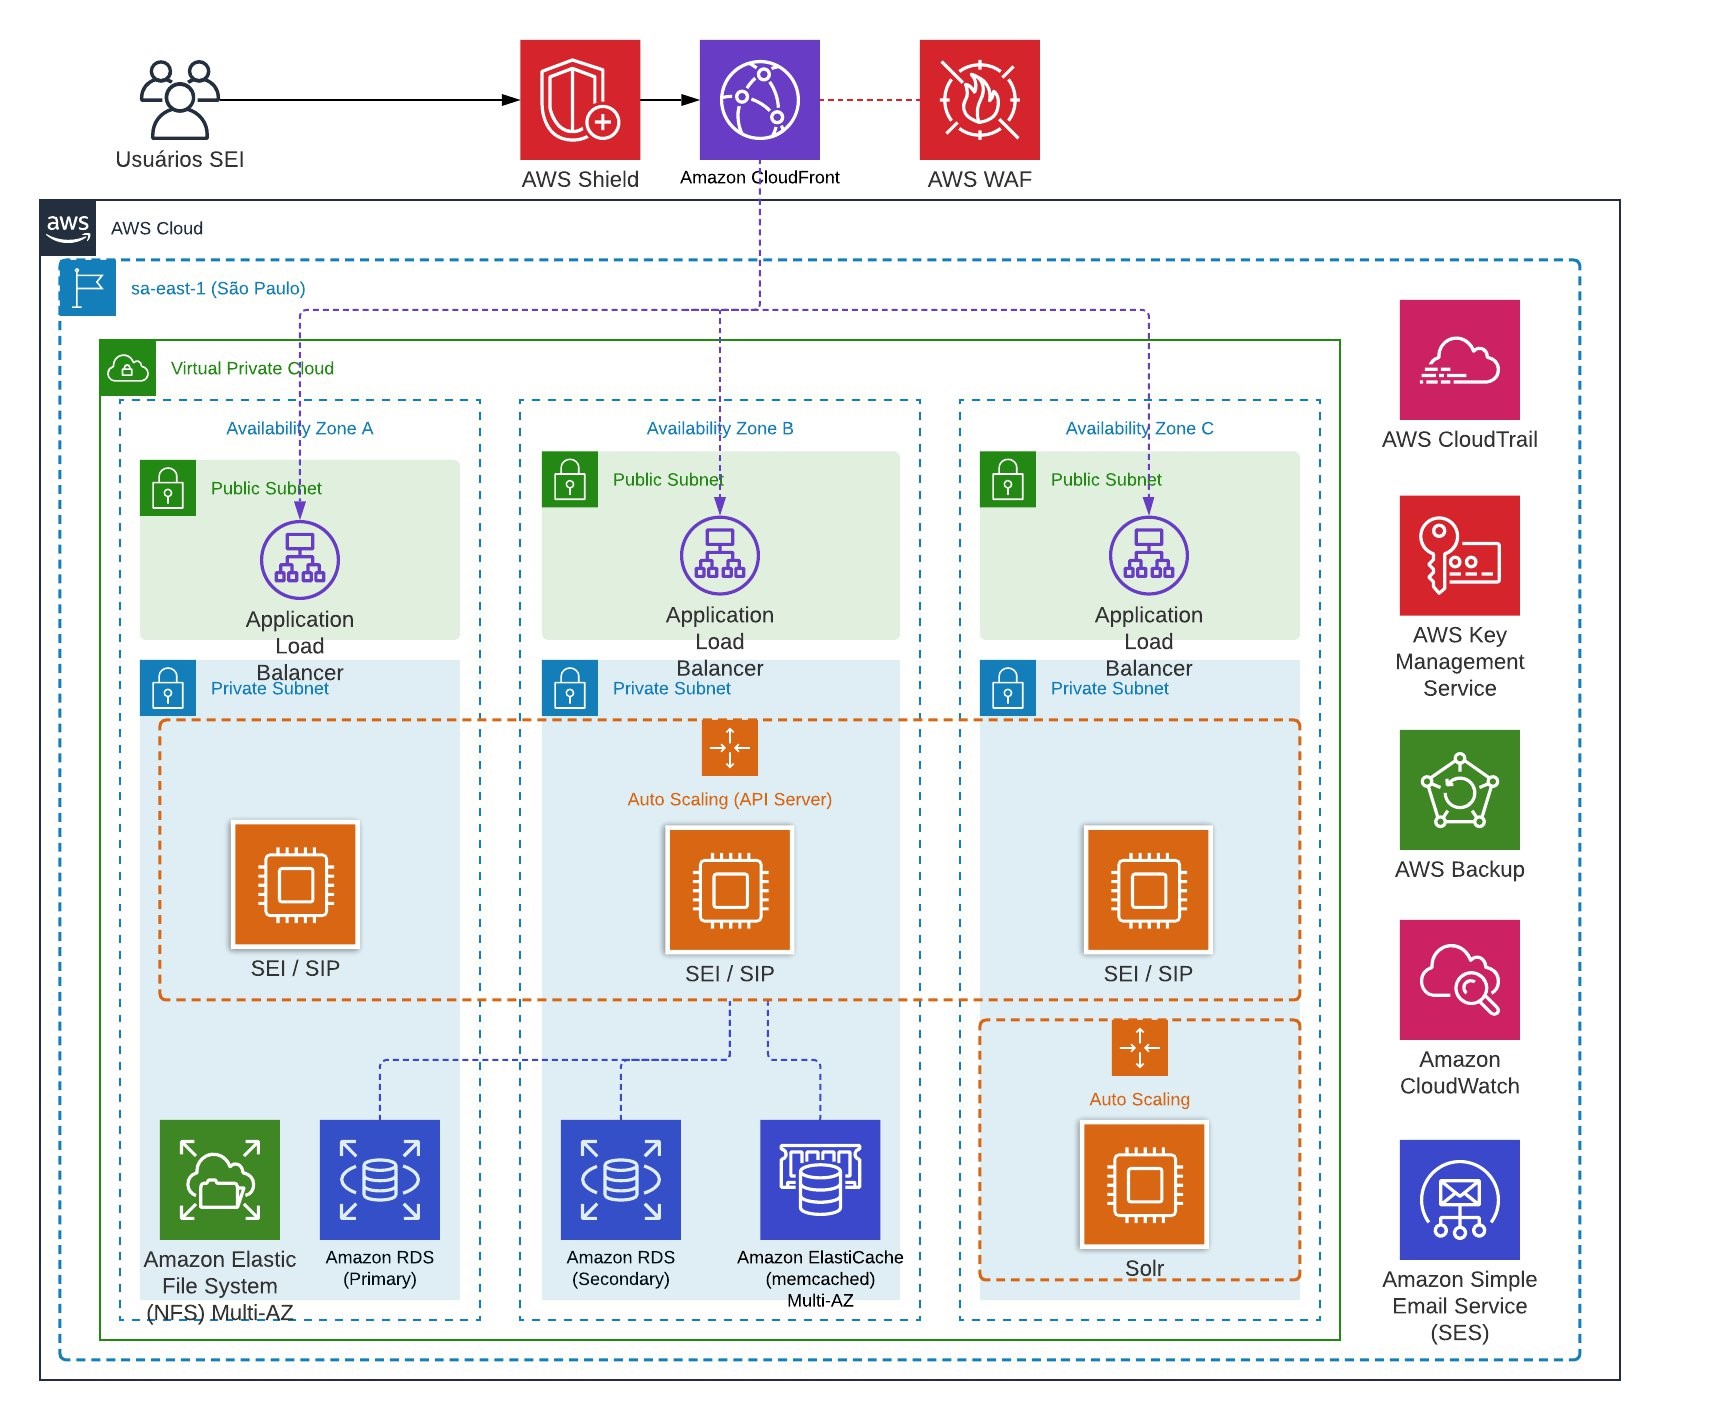 Usuários SEI
AWS Shield
Amazon CloudFront
AWS WAF
aws
AWS Cloud
sa-east-1 (São Paulo)
Virtual Private Cloud
Availability Zone A
Availability Zone B
Availability Zone C
Public Subnet
Public Subnet
Public Subnet
Application
Load
Balancer
Application
Load
Balancer
Application
Load
Balancer
Private Subnet
Private Subnet
Private Subnet
Auto Scaling (API Server)
SEI / SIP
SEI / SIP
SEI / SIP
Auto Scaling
Solr
Amazon Elastic
File System
(NFS) Multi-AZ
Amazon RDS
(Primary)
Amazon RDS
(Secondary)
Amazon ElastiCache
(memcached)
Multi-AZ
AWS CloudTrail
AWS Key
Management
Service
AWS Backup
Amazon
CloudWatch
Amazon Simple
Email Service
(SES)